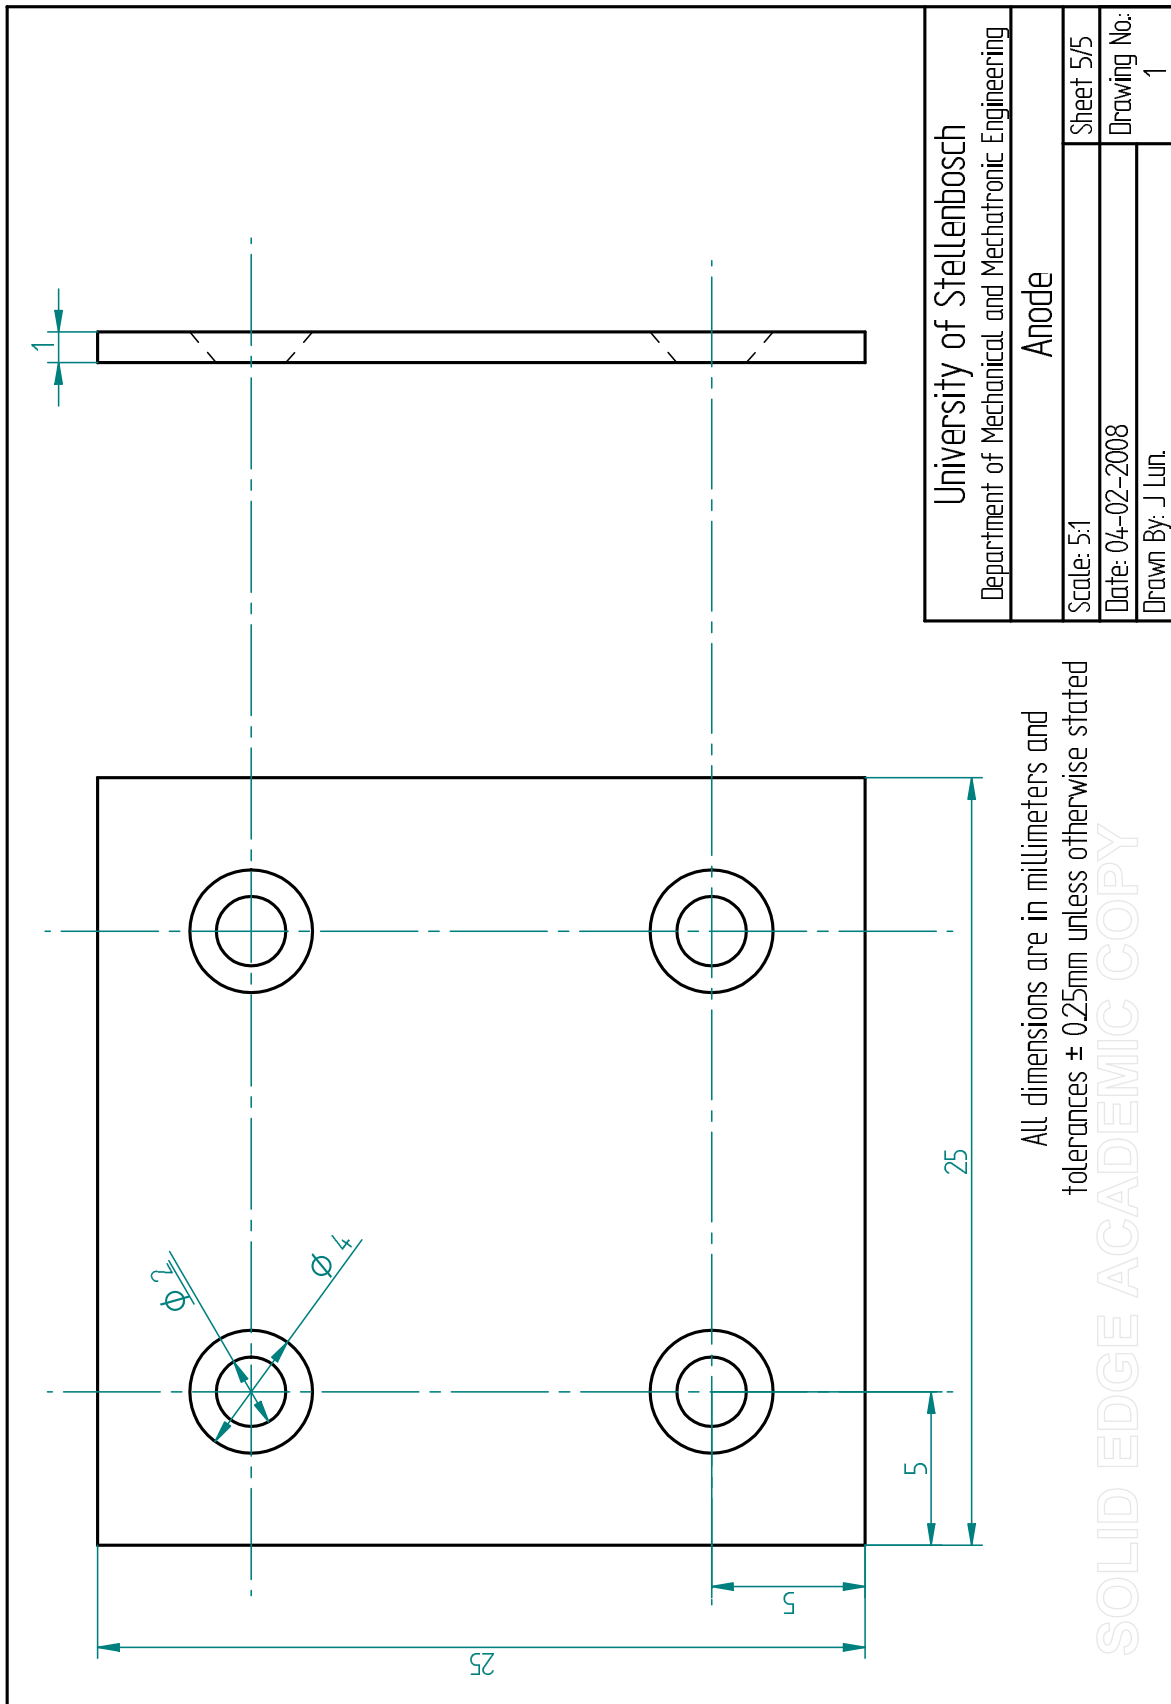 1
⌀ 2
⌀ 4
25
5
5
25
All dimensions are in millimeters and
tolerances ± 0.25mm unless otherwise stated
University of Stellenbosch
Department of Mechanical and Mechatronic Engineering
Anode
Scale: 5:1
Sheet 5/5
Date: 04-02-2008
Drawing No.:
1
Drawn By: J Lun.
SOLID EDGE ACADEMIC COPY